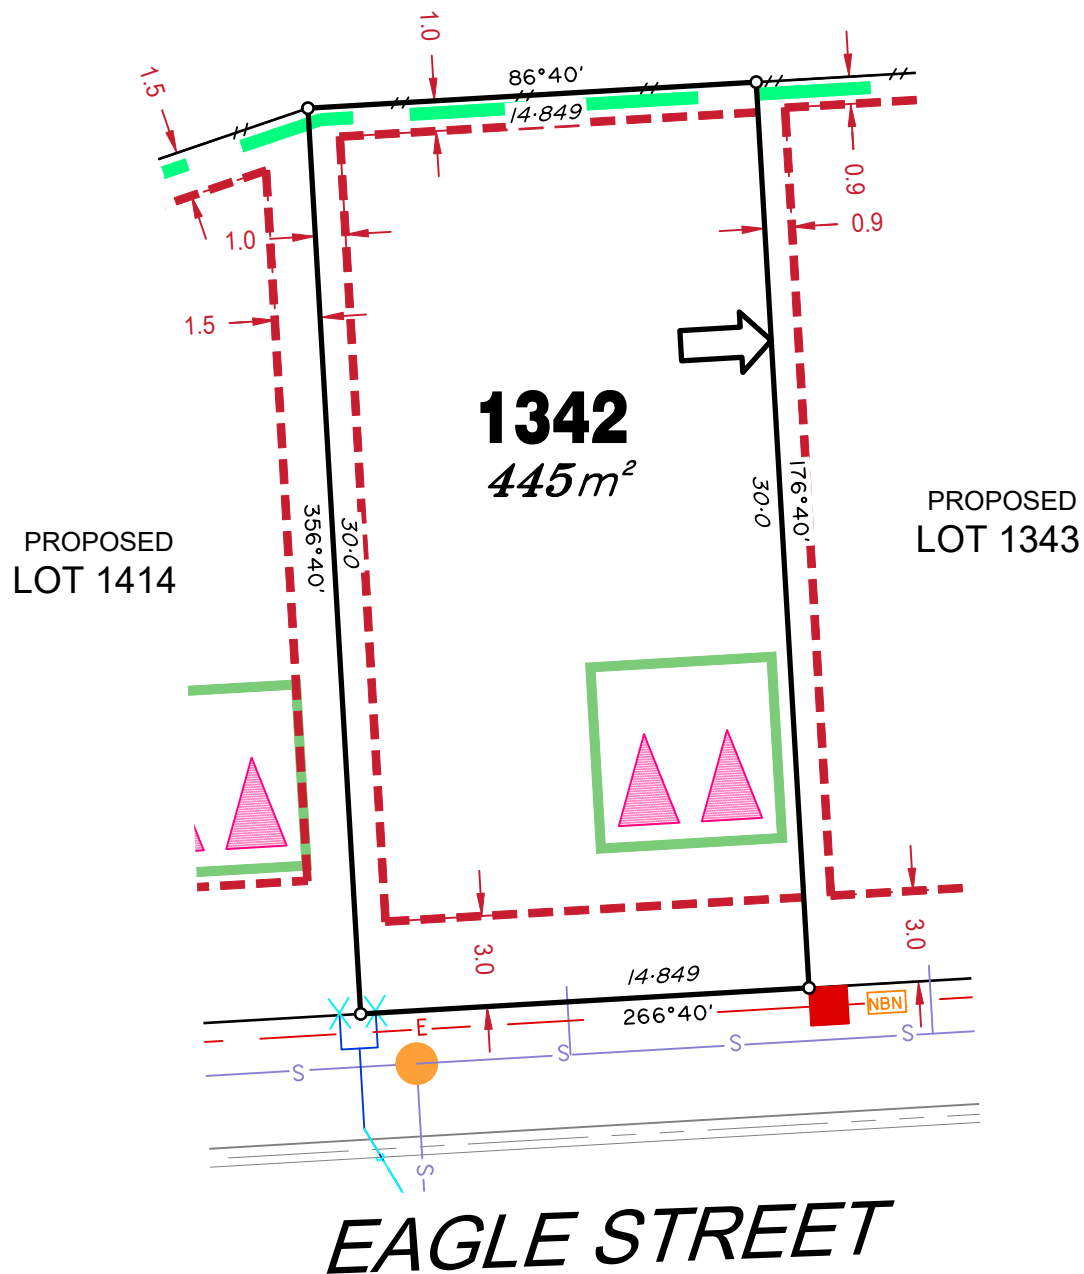 1.0
1.5
86°40'
14·849
0.9
1.0
0.9
1.5
1342
445m²
30·0
176°40'
356°40'
30·0
PROPOSED
LOT 1414
PROPOSED
LOT 1343
3.0
3.0
14·849
266°40'
NBN
E
S
S
S
S
S
EAGLE STREET